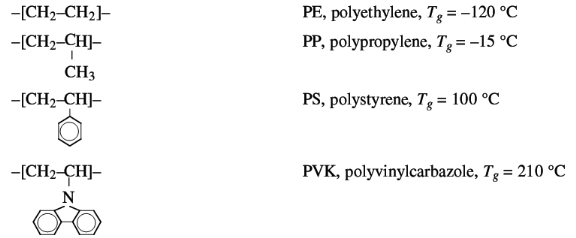 –[CH₂–CH₂]– PE, polyethylene, Tg = –120 °C
–[CH₂–CH]– PP, polypropylene, Tg = –15 °C
CH₃
–[CH₂–CH]– PS, polystyrene, Tg = 100 °C
–[CH₂–CH]– PVK, polyvinylcarbazole, Tg = 210 °C
N